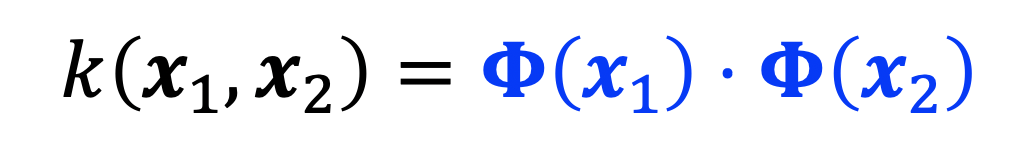 k(x₁, x₂) = Φ(x₁) · Φ(x₂)